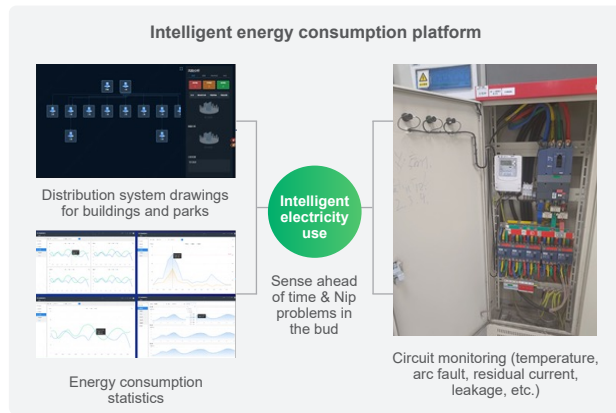 Intelligent energy consumption platform
Distribution system drawings
for buildings and parks
Intelligent
electricity
use
Sense ahead
of time & Nip
problems in
the bud
Energy consumption
statistics
Circuit monitoring (temperature,
arc fault, residual current,
leakage, etc.)